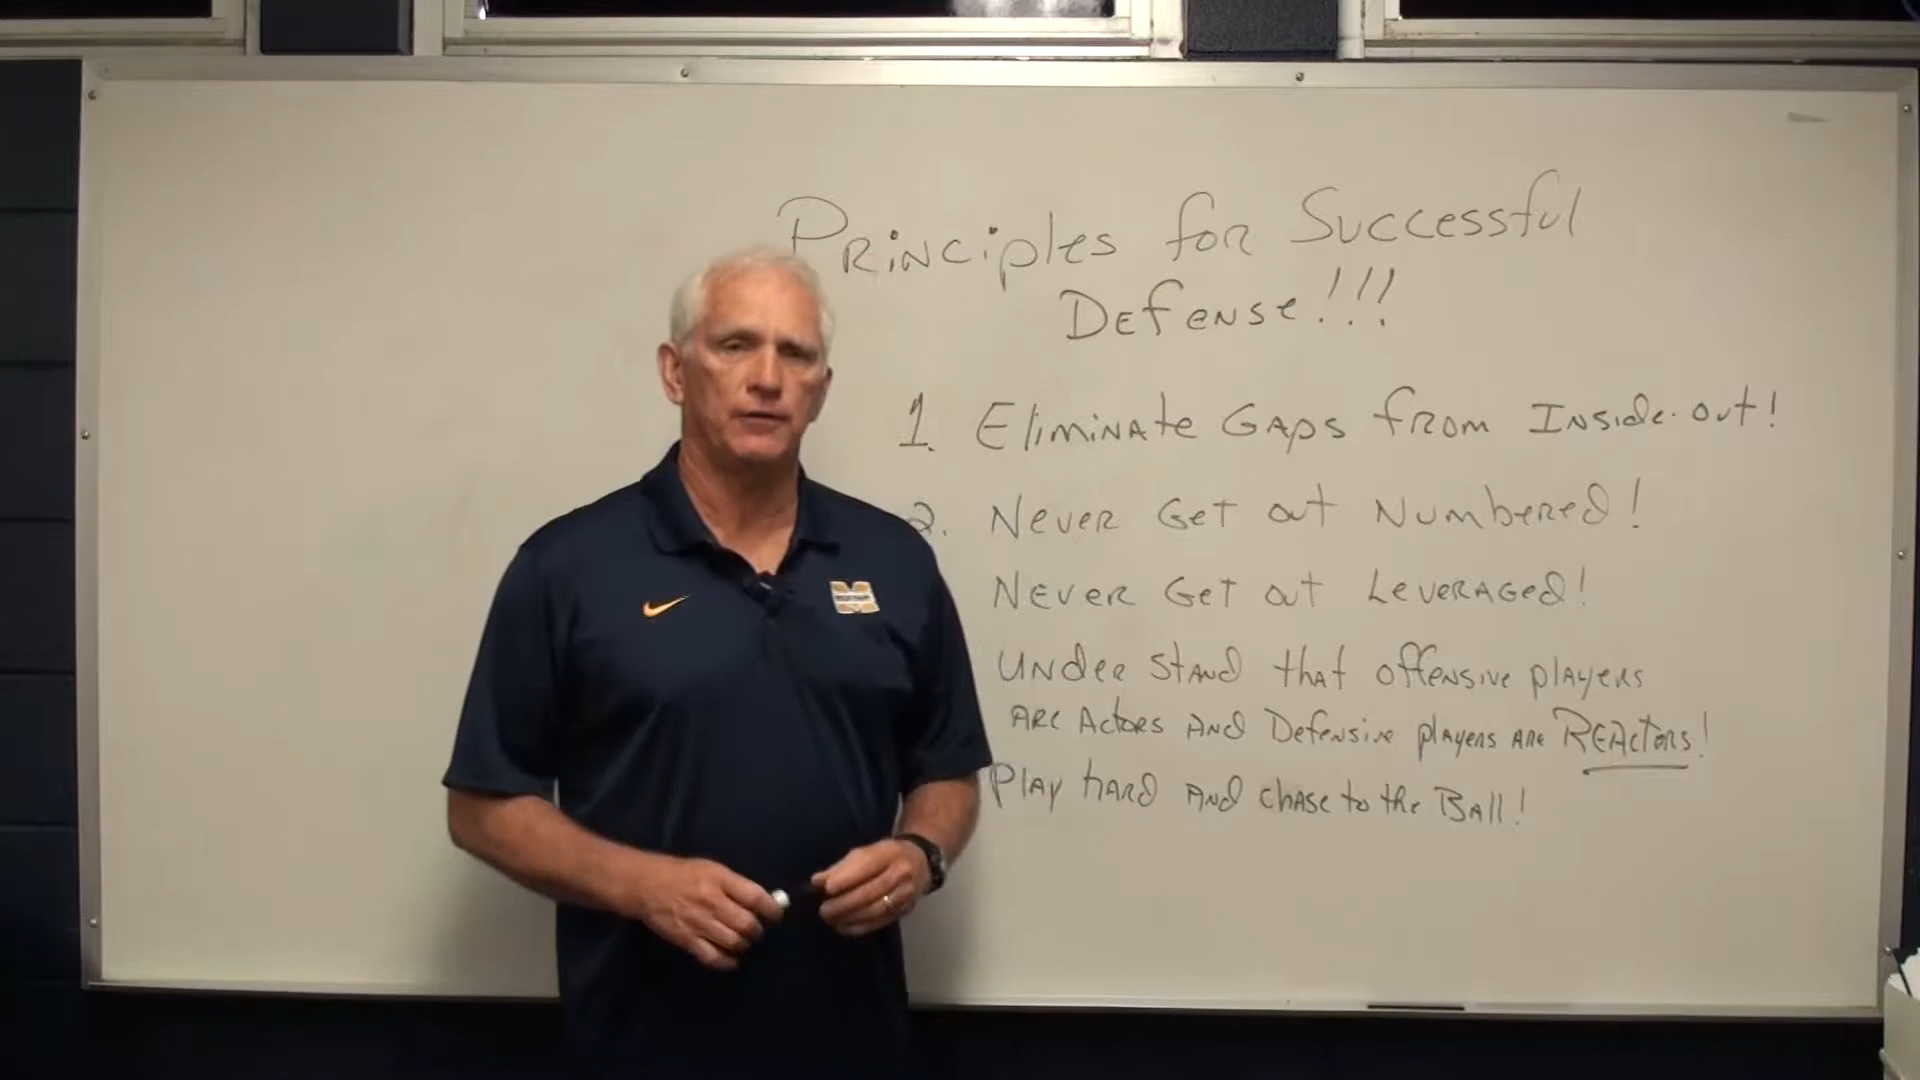 Principles for Successful
Defense!!!
1. Eliminate Gaps from Inside-out!
2. Never Get out Numbered!
Never Get out Leveraged!
Under stand that offensive players
are Actors and Defensive players are REActors!
Play hard and chase to the Ball!
M